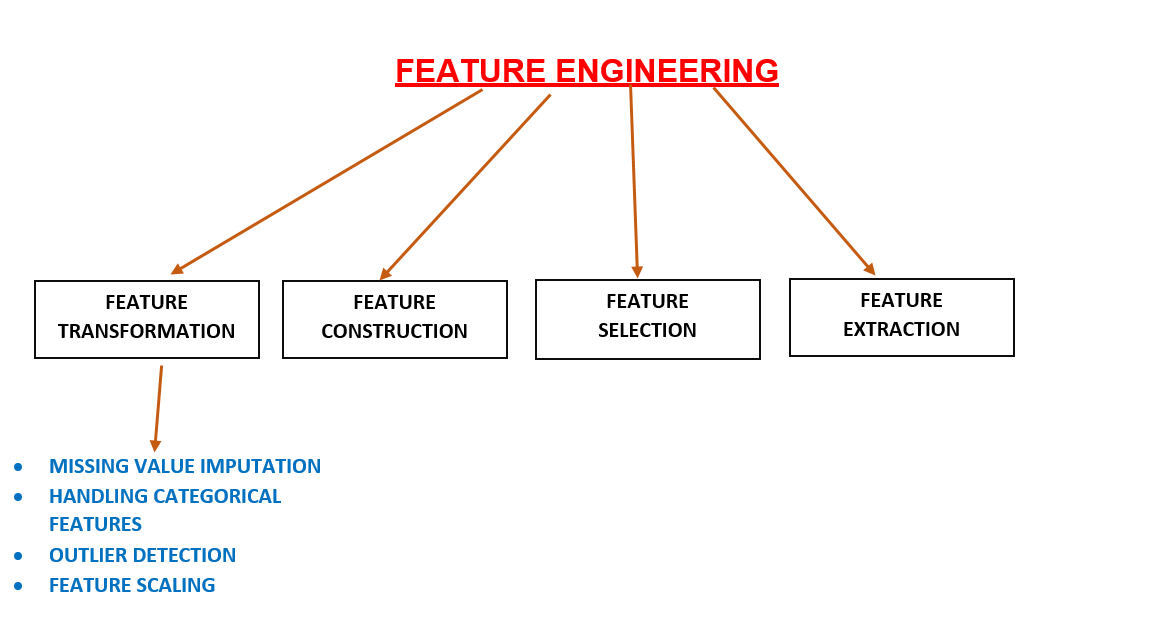 FEATURE ENGINEERING
FEATURE
TRANSFORMATION
FEATURE
CONSTRUCTION
FEATURE
SELECTION
FEATURE
EXTRACTION
• MISSING VALUE IMPUTATION
• HANDLING CATEGORICAL
FEATURES
• OUTLIER DETECTION
• FEATURE SCALING